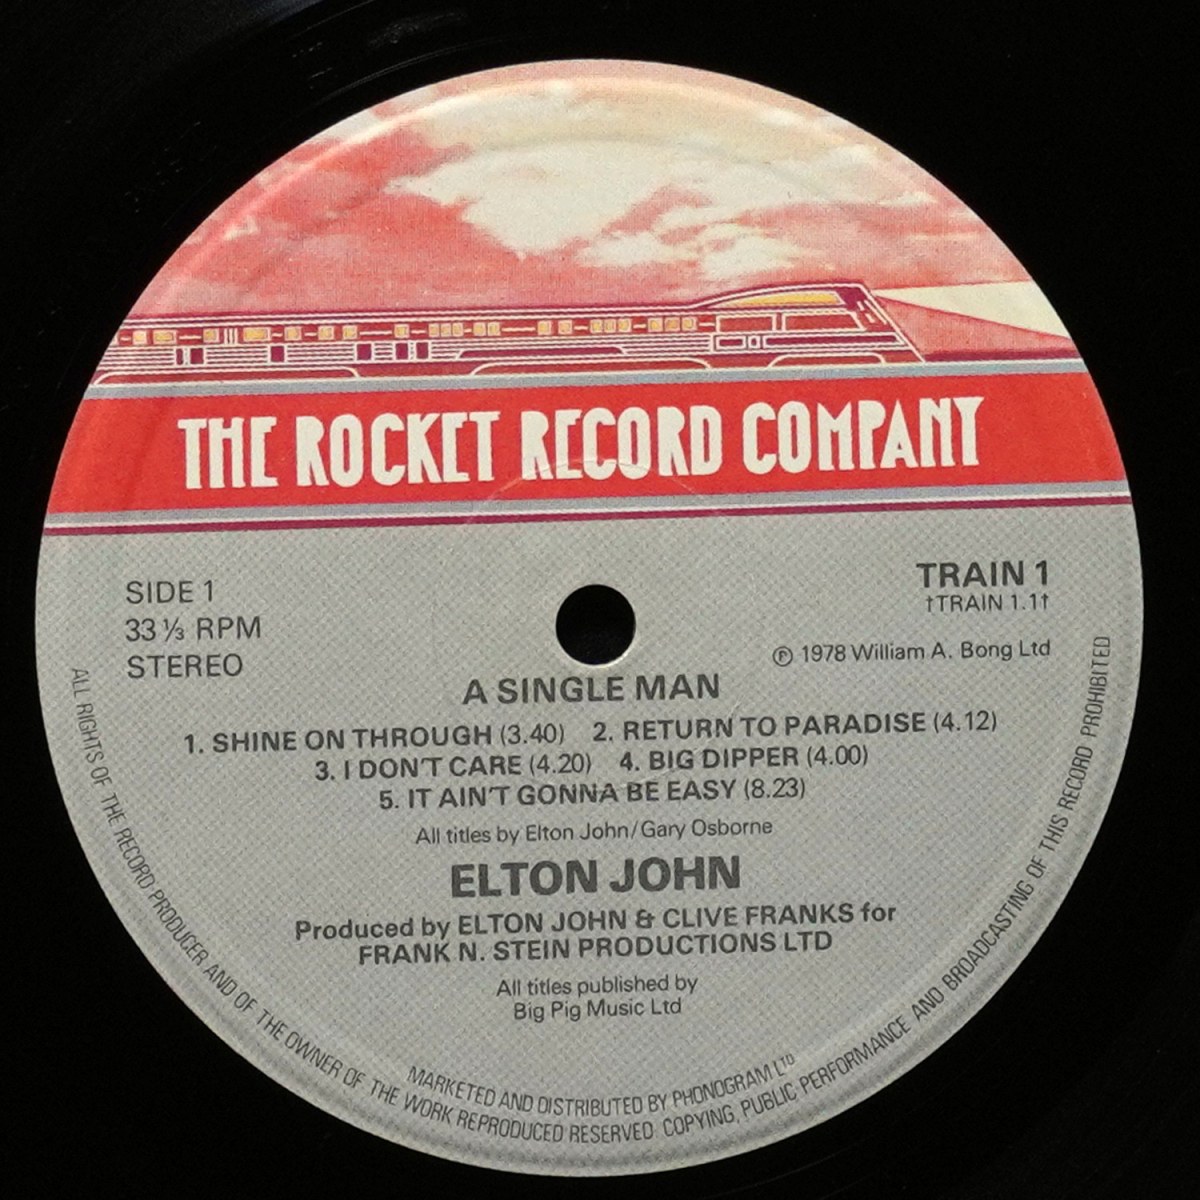 THE ROCKET RECORD COMPANY
SIDE 1
33 ⅓ RPM
STEREO
TRAIN 1
†TRAIN 1.1†
℗ 1978 William A. Bong Ltd
A SINGLE MAN
1. SHINE ON THROUGH (3.40) 2. RETURN TO PARADISE (4.12)
3. I DON'T CARE (4.20) 4. BIG DIPPER (4.00)
5. IT AIN'T GONNA BE EASY (8.23)
All titles by Elton John/Gary Osborne
ELTON JOHN
Produced by ELTON JOHN & CLIVE FRANKS for
FRANK N. STEIN PRODUCTIONS LTD
All titles published by
Big Pig Music Ltd
MARKETED AND DISTRIBUTED BY PHONOGRAM LTD
ALL RIGHTS OF THE RECORD PRODUCER AND OF THE OWNER OF THE WORK REPRODUCED RESERVED. COPYING, PUBLIC PERFORMANCE AND BROADCASTING OF THIS RECORD PROHIBITED